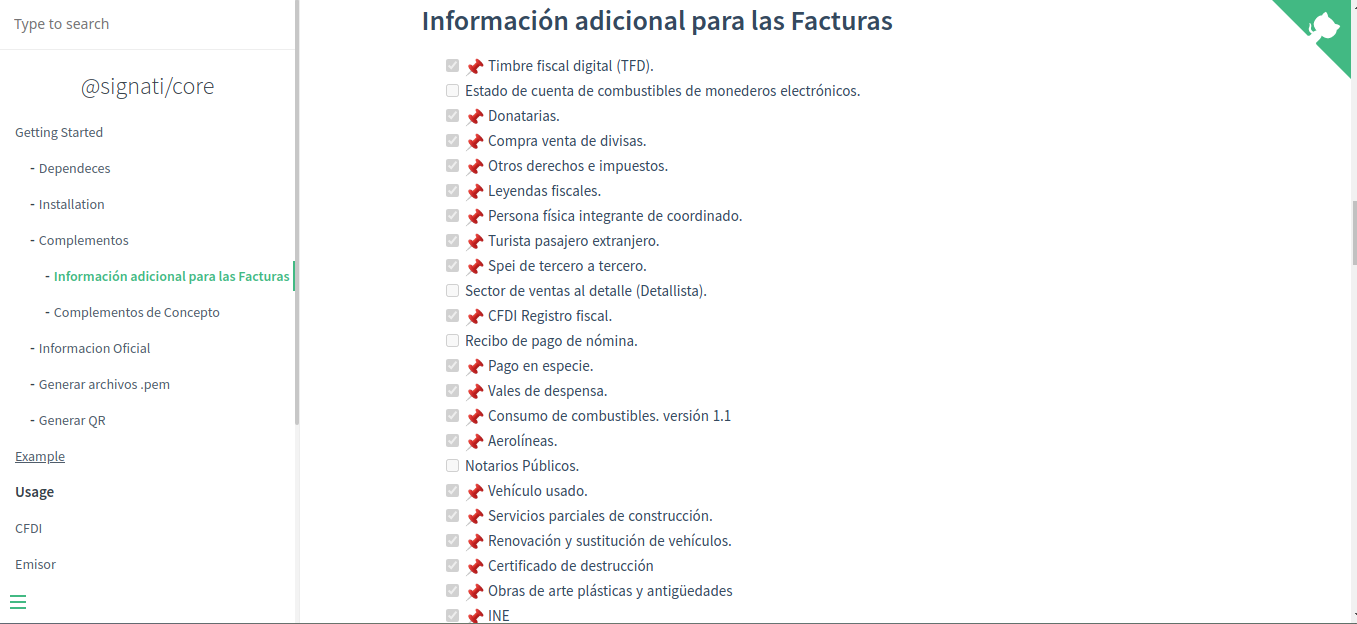 Type to search
@signati/core
Getting Started
- Dependeces
- Installation
- Complementos
- Información adicional para las Facturas
- Complementos de Concepto
- Informacion Oficial
- Generar archivos .pem
- Generar QR
Example
Usage
CFDI
Emisor
Información adicional para las Facturas
Timbre fiscal digital (TFD).
Estado de cuenta de combustibles de monederos electrónicos.
Donatarias.
Compra venta de divisas.
Otros derechos e impuestos.
Leyendas fiscales.
Persona física integrante de coordinado.
Turista pasajero extranjero.
Spei de tercero a tercero.
Sector de ventas al detalle (Detallista).
CFDI Registro fiscal.
Recibo de pago de nómina.
Pago en especie.
Vales de despensa.
Consumo de combustibles. versión 1.1
Aerolíneas.
Notarios Públicos.
Vehículo usado.
Servicios parciales de construcción.
Renovación y sustitución de vehículos.
Certificado de destrucción
Obras de arte plásticas y antigüedades
INE